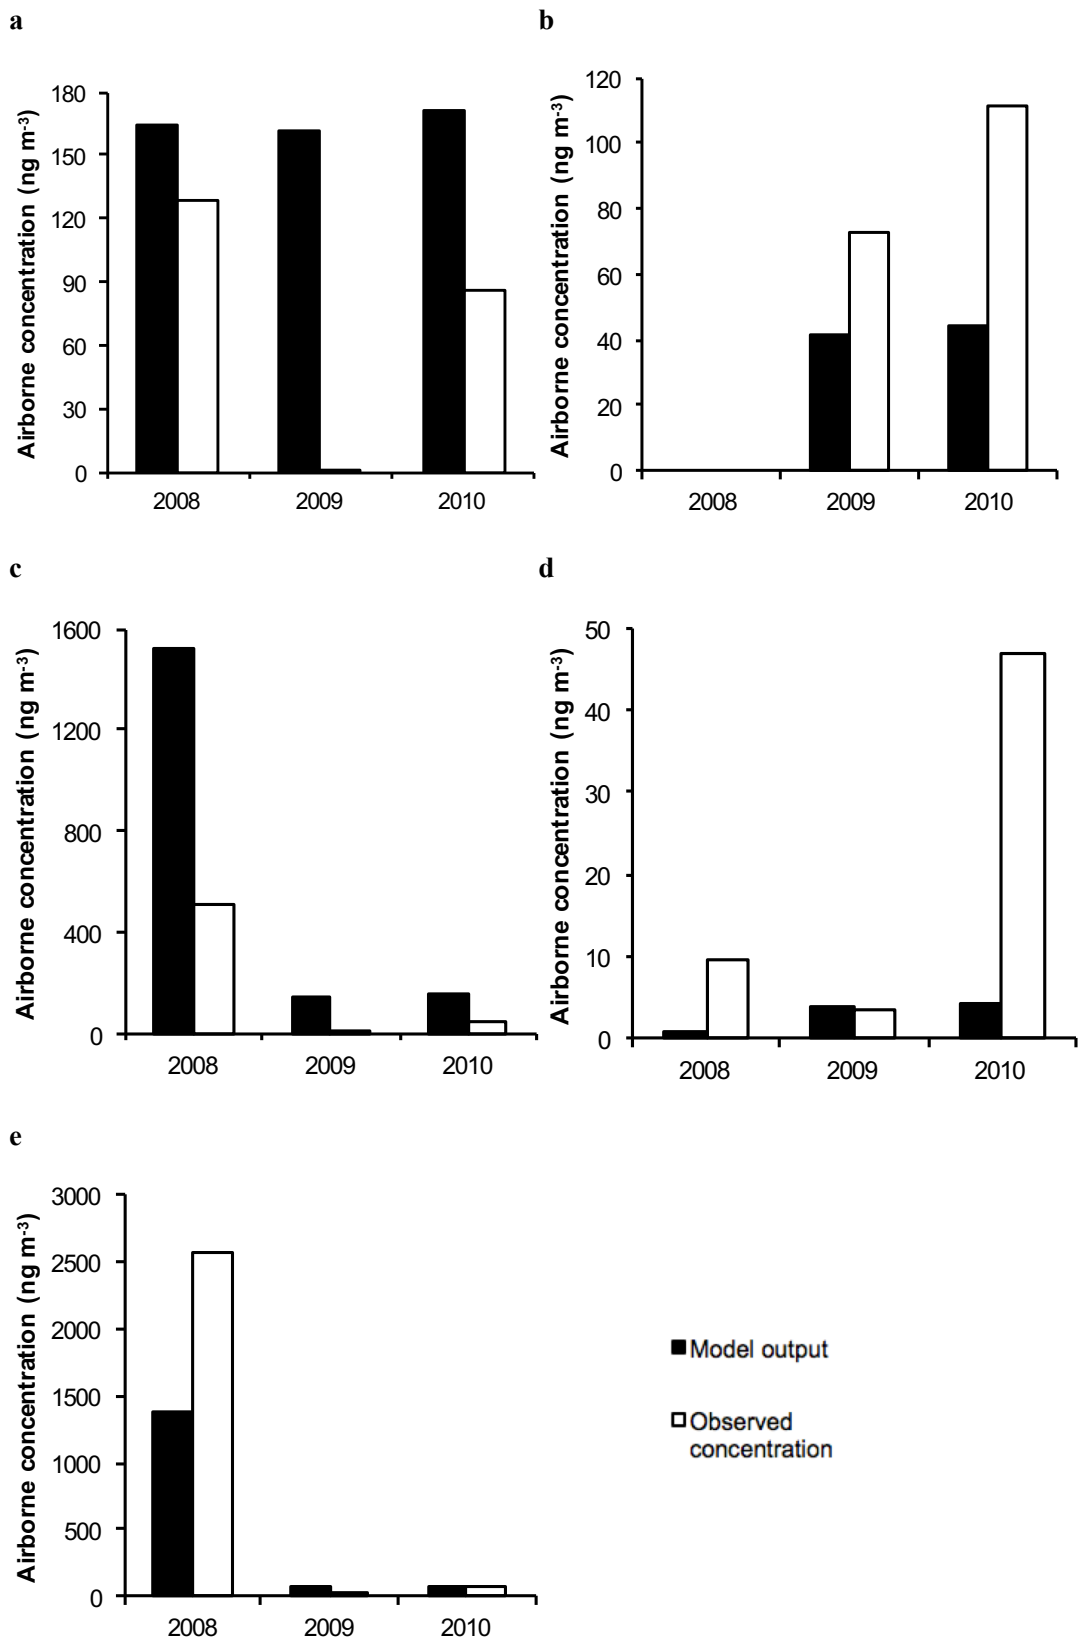 a
Airborne concentration (ng m-3)
180
150
120
90
60
30
0
2008 2009 2010
b
Airborne concentration (ng m-3)
120
100
80
60
40
20
0
2008 2009 2010
c
Airborne concentration (ng m-3)
1600
1200
800
400
0
2008 2009 2010
d
Airborne concentration (ng m-3)
50
40
30
20
10
0
2008 2009 2010
e
Airborne concentration (ng m-3)
3000
2500
2000
1500
1000
500
0
2008 2009 2010
Model output
Observed
concentration